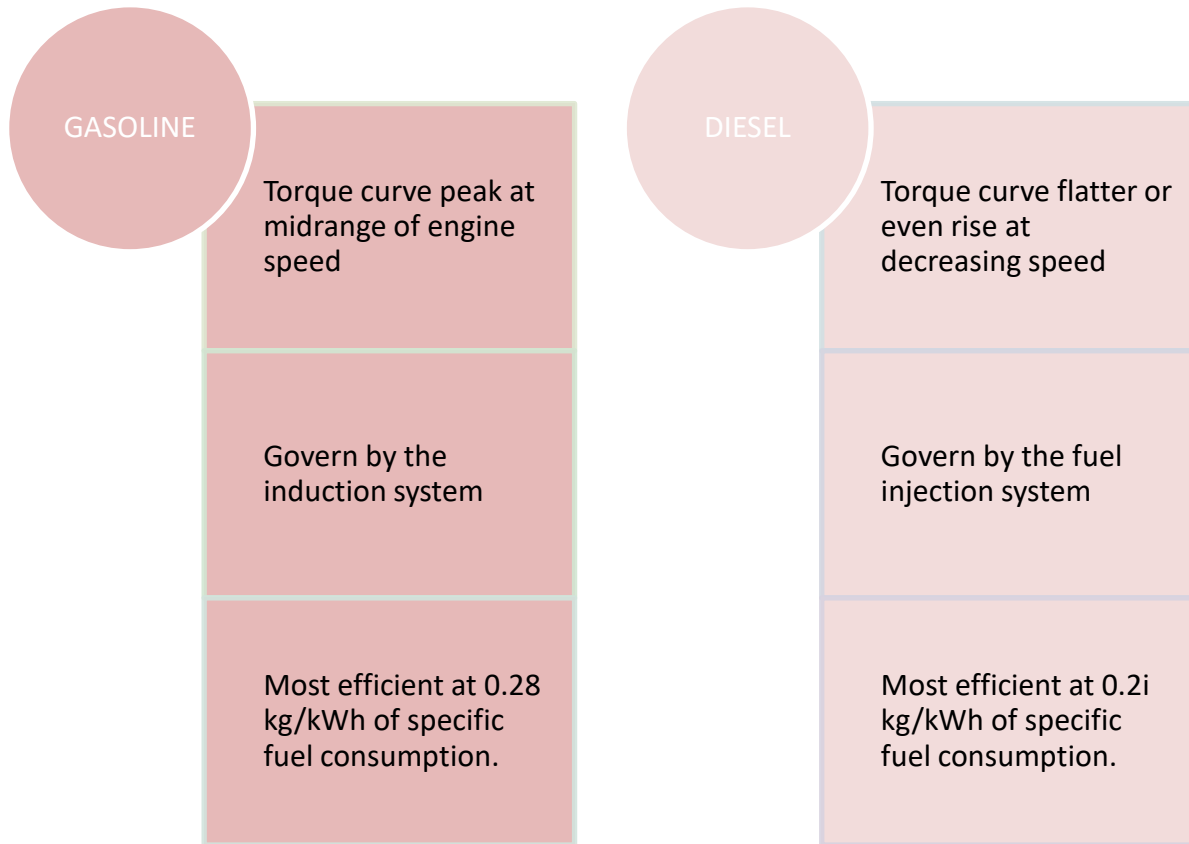 GASOLINE
Torque curve peak at
midrange of engine
speed
Govern by the
induction system
Most efficient at 0.28
kg/kWh of specific
fuel consumption.
DIESEL
Torque curve flatter or
even rise at
decreasing speed
Govern by the fuel
injection system
Most efficient at 0.2i
kg/kWh of specific
fuel consumption.